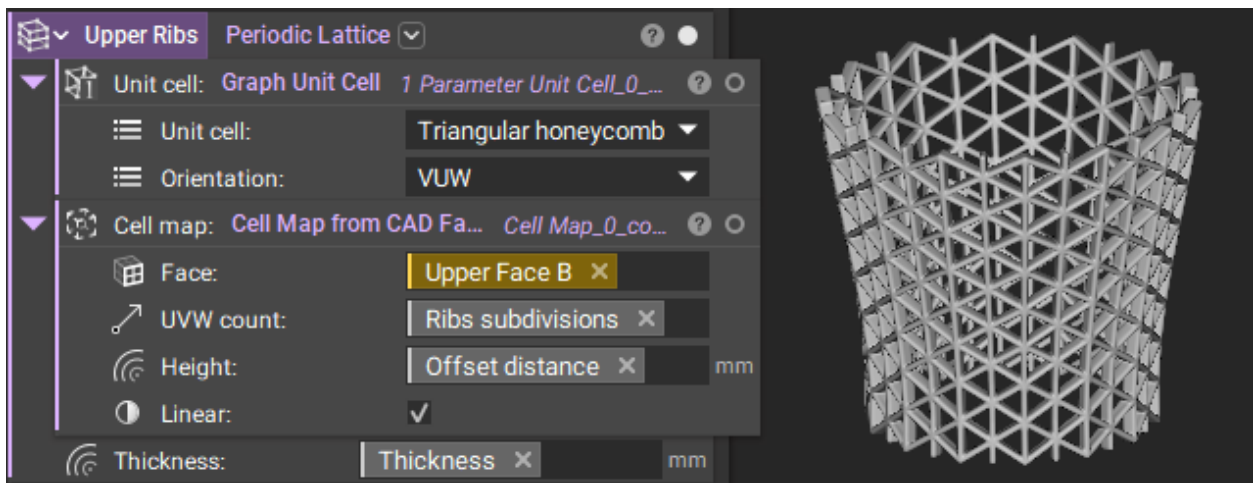 Upper Ribs Periodic Lattice ?
Unit cell: Graph Unit Cell 1 Parameter Unit Cell_0_... ?
Unit cell: Triangular honeycomb
Orientation: VUW
Cell map: Cell Map from CAD Fa... Cell Map_0_co... ?
Face: Upper Face B ×
UVW count: Ribs subdivisions ×
Height: Offset distance × mm
Linear: ✓
Thickness: Thickness × mm